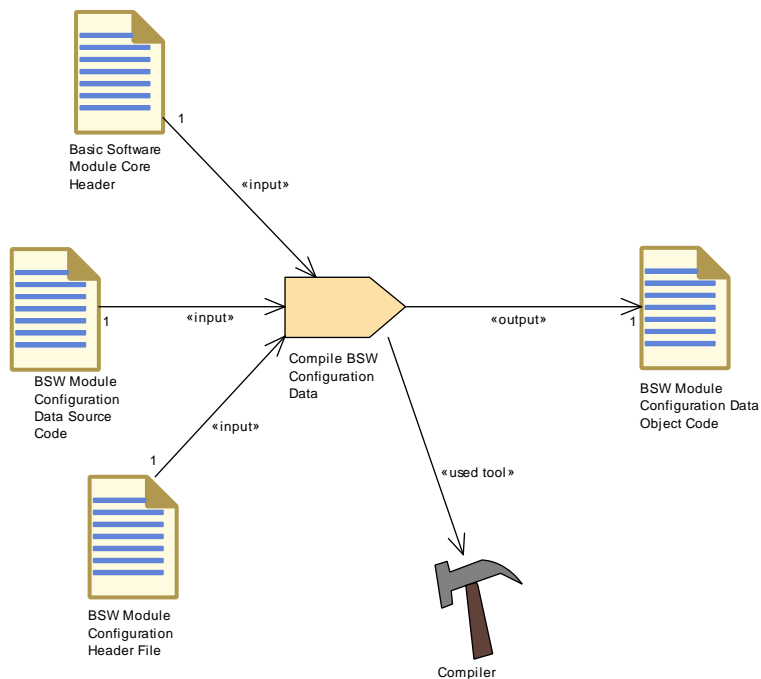 1
Basic Software
Module Core
Header
«input»
1
«input»
BSW Module
Configuration
Data Source
Code
Compile BSW
Configuration
Data
«output»
1
BSW Module
Configuration Data
Object Code
«input»
1
«used tool»
BSW Module
Configuration
Header File
Compiler